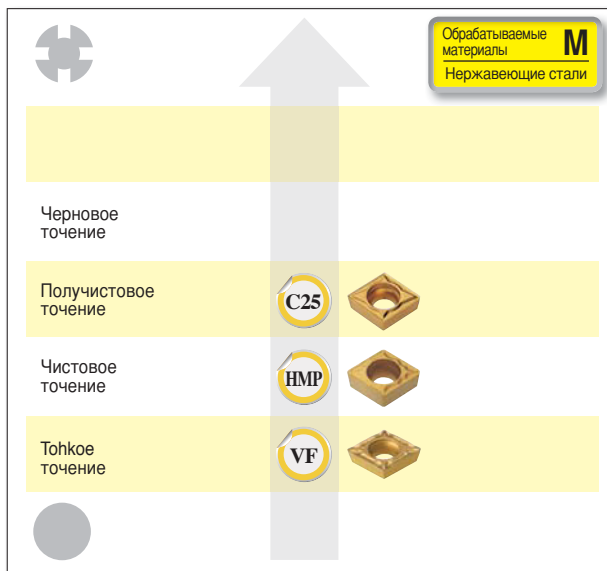 Обрабатываемые
материалы
M
Нержавеющие стали
Черновое
точение
Получистовое
точение
C25
Чистовое
точение
HMP
Tohkoe
точение
VF